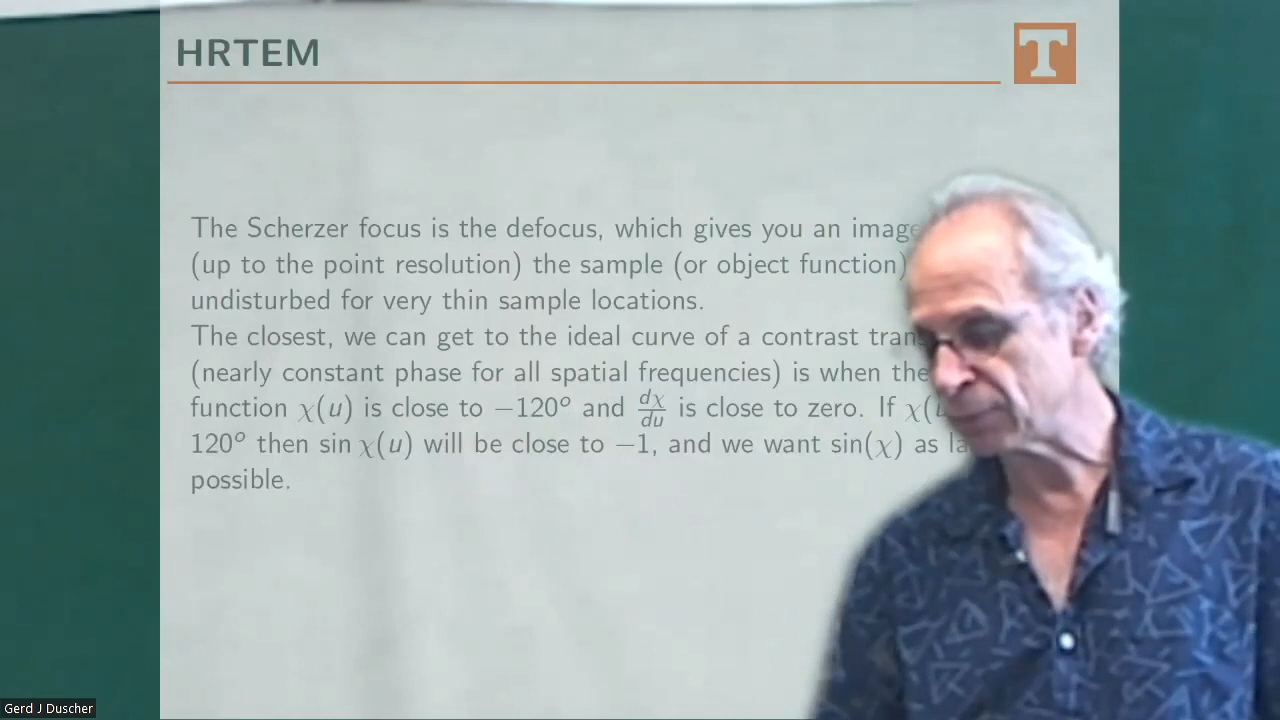 HRTEM
T
The Scherzer focus is the defocus, which gives you an image
(up to the point resolution) the sample (or object function)
undisturbed for very thin sample locations.
The closest, we can get to the ideal curve of a contrast
(nearly constant phase for all spatial frequencies) is when the
function χ(u) is close to −120° and dχ/du is close to zero. If
120° then sin χ(u) will be close to −1, and we want sin(χ) as
possible.
Gerd J Duscher